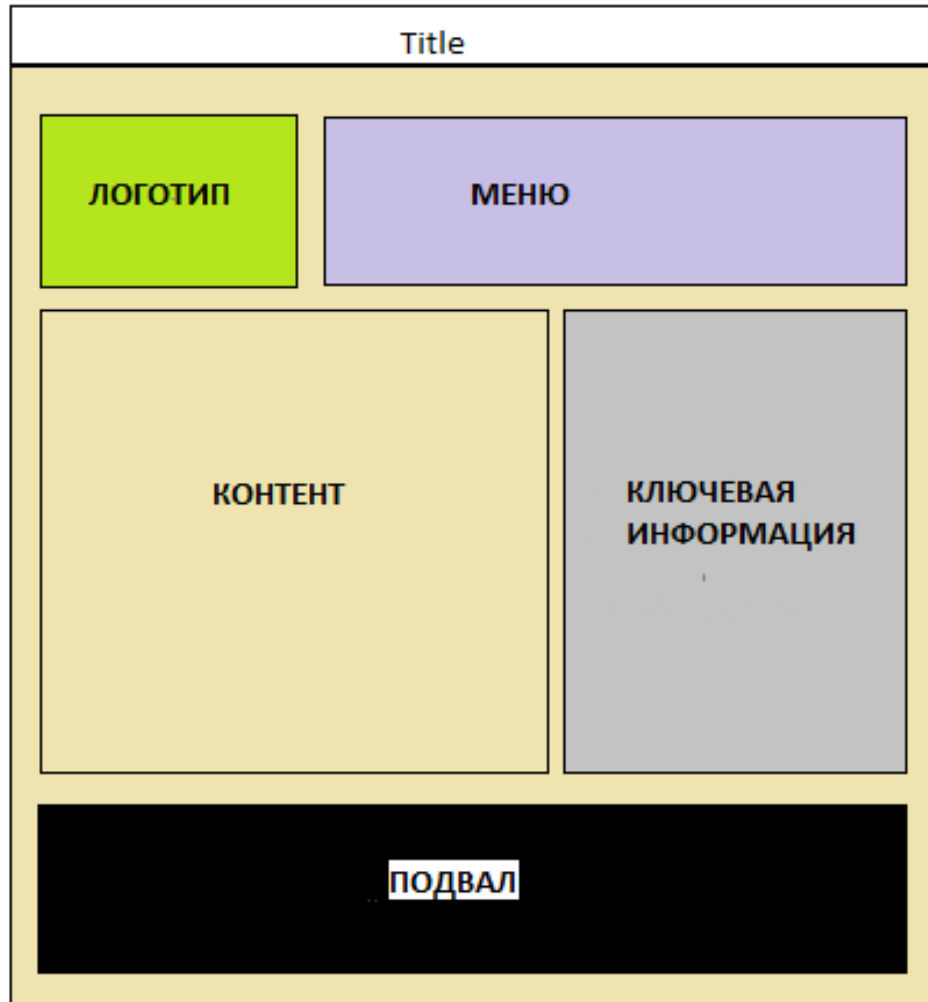 Title
ЛОГОТИП
МЕНЮ
КОНТЕНТ
КЛЮЧЕВАЯ
ИНФОРМАЦИЯ
ПОДВАЛ